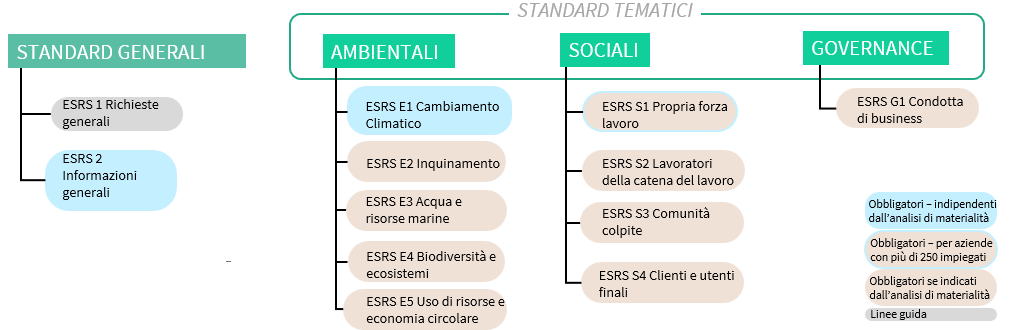 STANDARD TEMATICI
STANDARD GENERALI
ESRS 1 Richieste
generali
ESRS 2
Informazioni
generali
AMBIENTALI
ESRS E1 Cambiamento
Climatico
ESRS E2 Inquinamento
ESRS E3 Acqua e
risorse marine
ESRS E4 Biodiversità e
ecosistemi
ESRS E5 Uso di risorse e
economia circolare
SOCIALI
ESRS S1 Propria forza
lavoro
ESRS S2 Lavoratori
della catena del lavoro
ESRS S3 Comunità
colpite
ESRS S4 Clienti e utenti
finali
GOVERNANCE
ESRS G1 Condotta
di business
Obbligatori – indipendenti
dall'analisi di materialità
Obbligatori – per aziende
con più di 250 impiegati
Obbligatori se indicati
dall'analisi di materialità
Linee guida